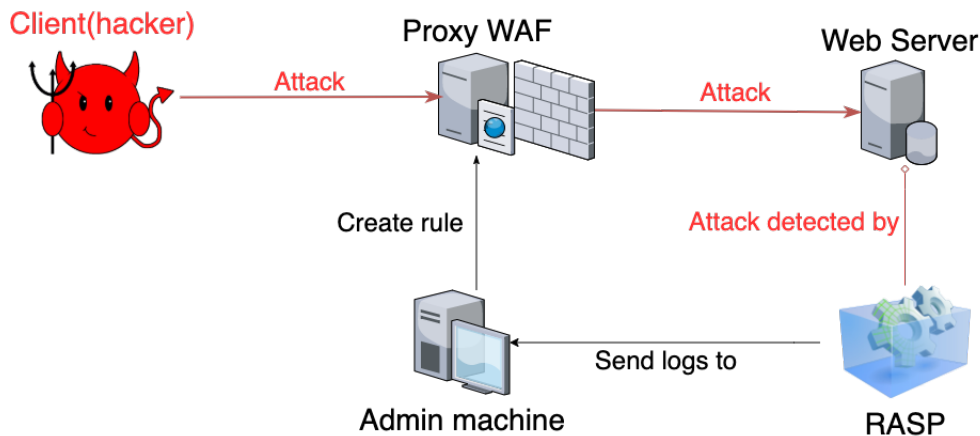 Client(hacker)
Proxy WAF
Web Server
Attack
Attack
Create rule
Attack detected by
Send logs to
Admin machine
RASP